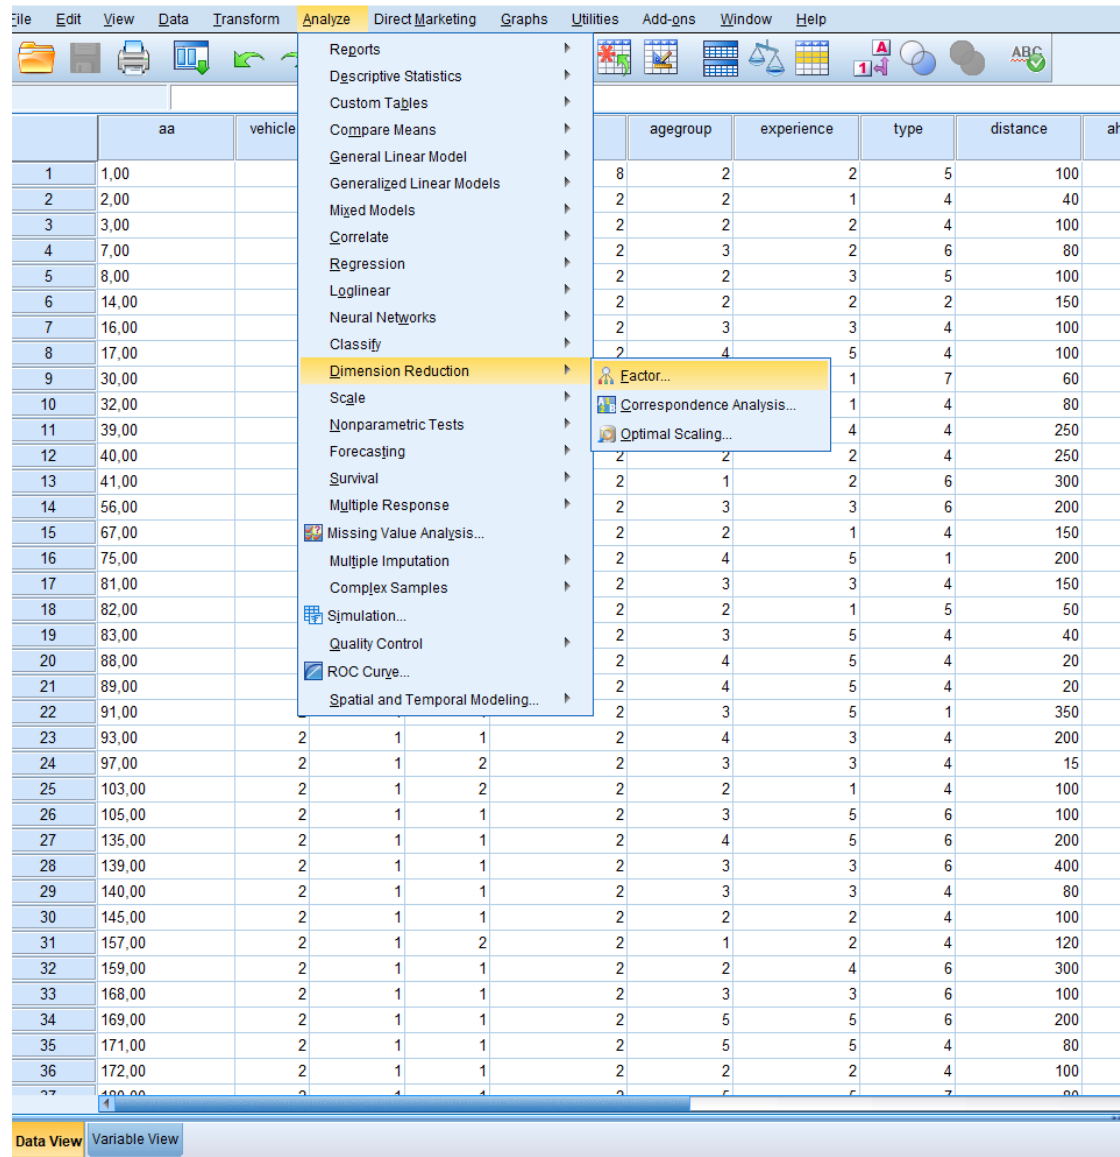 File Edit View Data Transform Analyze Direct Marketing Graphs Utilities Add-ons Window Help
A
1
ABC
Reports
Descriptive Statistics
Custom Tables
Compare Means
General Linear Model
Generalized Linear Models
Mixed Models
Correlate
Regression
Loglinear
Neural Networks
Classify
Dimension Reduction
Scale
Nonparametric Tests
Forecasting
Survival
Multiple Response
Missing Value Analysis...
Multiple Imputation
Complex Samples
Simulation...
Quality Control
ROC Curve...
Spatial and Temporal Modeling...
Factor...
Correspondence Analysis...
Optimal Scaling...
aa vehicle agegroup experience type distance
1 1,00 8 2 2 5 100
2 2,00 2 2 1 4 40
3 3,00 2 2 2 4 100
4 7,00 2 3 2 6 80
5 8,00 2 2 3 5 100
6 14,00 2 2 2 2 150
7 16,00 2 3 3 4 100
8 17,00 2 4 5 4 100
9 30,00 1 7 60
10 32,00 1 4 80
11 39,00 4 4 250
12 40,00 2 2 2 4 250
13 41,00 2 1 2 6 300
14 56,00 2 3 3 6 200
15 67,00 2 2 1 4 150
16 75,00 2 4 5 1 200
17 81,00 2 3 3 4 150
18 82,00 2 2 1 5 50
19 83,00 2 3 5 4 40
20 88,00 2 4 5 4 20
21 89,00 2 4 5 4 20
22 91,00 2 3 5 1 350
23 93,00 2 1 1 2 4 3 4 200
24 97,00 2 1 2 2 3 3 4 15
25 103,00 2 1 2 2 2 1 4 100
26 105,00 2 1 1 2 3 5 6 100
27 135,00 2 1 1 2 4 5 6 200
28 139,00 2 1 1 2 3 3 6 400
29 140,00 2 1 1 2 3 3 4 80
30 145,00 2 1 1 2 2 2 4 100
31 157,00 2 1 2 2 1 2 4 120
32 159,00 2 1 1 2 2 4 6 300
33 168,00 2 1 1 2 3 3 6 100
34 169,00 2 1 1 2 5 5 6 200
35 171,00 2 1 1 2 5 5 4 80
36 172,00 2 1 1 2 2 2 4 100
Data View Variable View